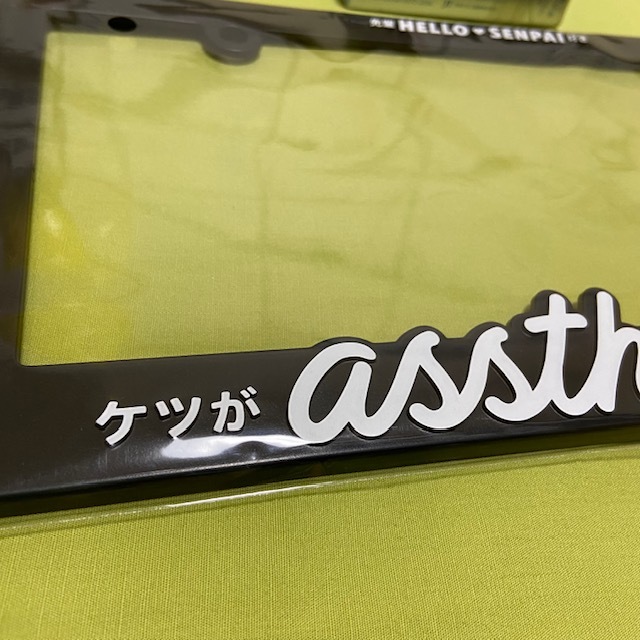 HELLO ♥ SENPAI
ケツが assth